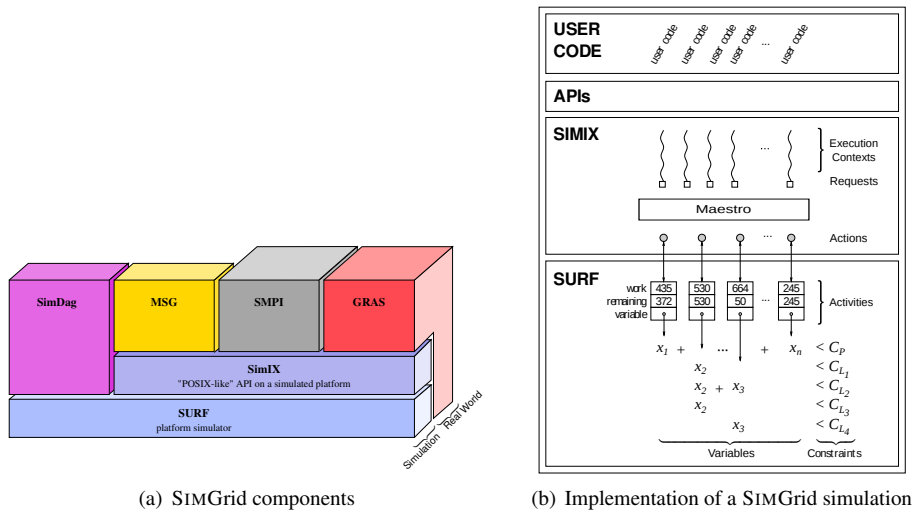 SimDag
MSG
SMPI
GRAS
SimIX
"POSIX-like" API on a simulated platform
SURF
platform simulator
Simulation
Real World
(a) SIMGrid components
USER
CODE
user code
user code
user code
user code
...
user code
APIs
SIMIX
...
Execution
Contexts
Requests
Maestro
...
Actions
SURF
work 435 530 664 245
remaining 372 530 50 ... 245
variable
Activities
x1 + ... + xn < CP
x2 < CL1
x2 + x3 < CL2
x2 < CL3
x3 < CL4
Variables
Constraints
(b) Implementation of a SIMGrid simulation